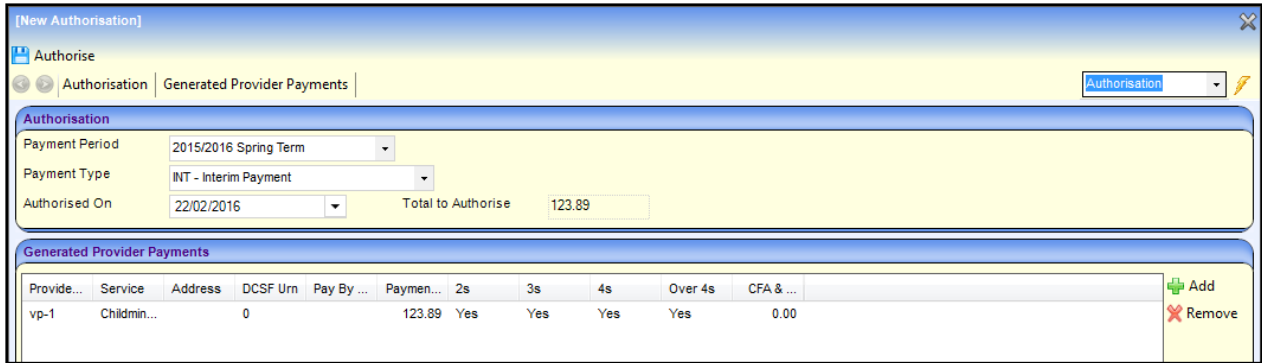 [New Authorisation]
Authorise
Authorisation Generated Provider Payments Authorisation
Authorisation
Payment Period 2015/2016 Spring Term
Payment Type INT - Interim Payment
Authorised On 22/02/2016 Total to Authorise 123.89
Generated Provider Payments
Provide... Service Address DCSF Urn Pay By ... Paymen... 2s 3s 4s Over 4s CFA & ... Add
vp-1 Childmin... 0 123.89 Yes Yes Yes Yes 0.00 Remove